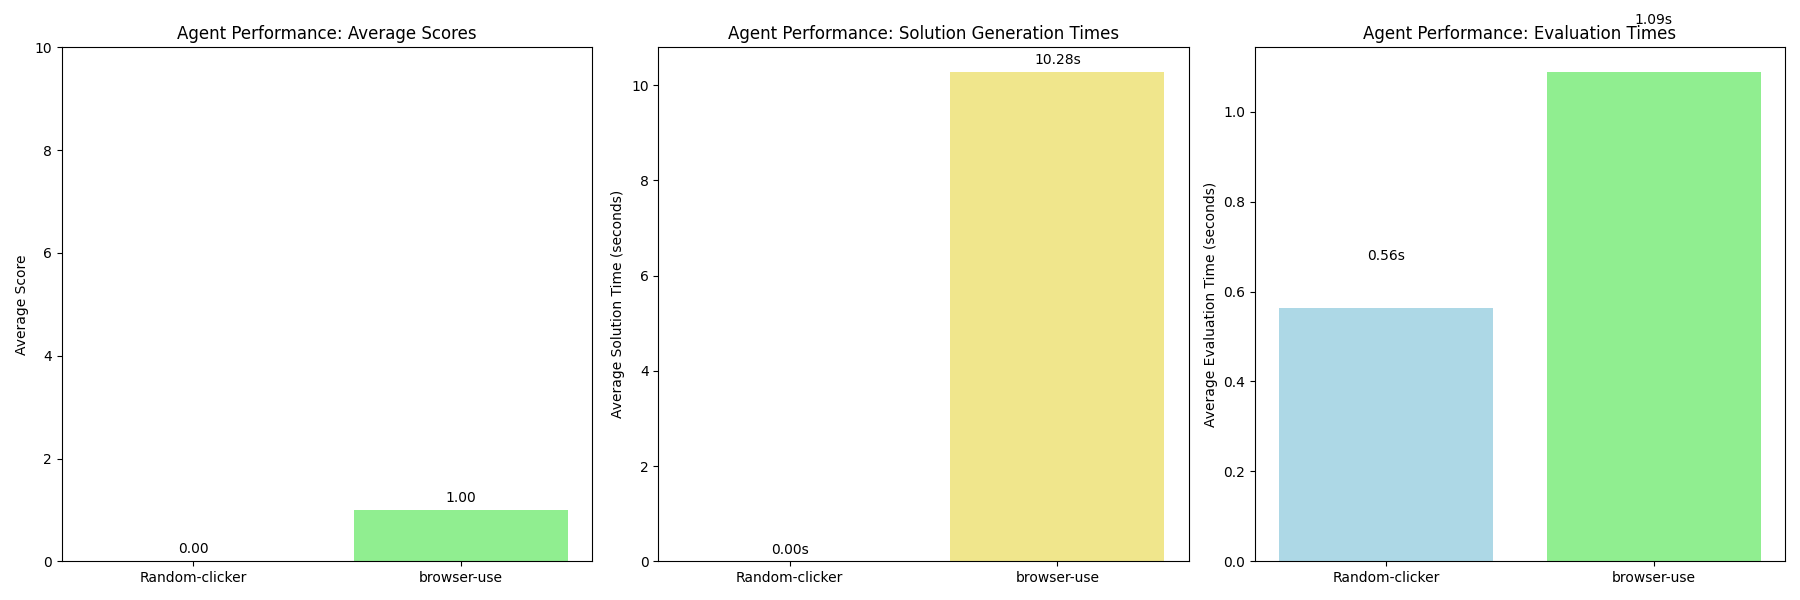 Agent Performance: Average Scores
Average Score
10
8
6
4
2
0
0.00
1.00
Random-clicker
browser-use
Agent Performance: Solution Generation Times
Average Solution Time (seconds)
10
8
6
4
2
0
0.00s
10.28s
Random-clicker
browser-use
Agent Performance: Evaluation Times
Average Evaluation Time (seconds)
1.0
0.8
0.6
0.4
0.2
0.0
0.56s
1.09s
Random-clicker
browser-use